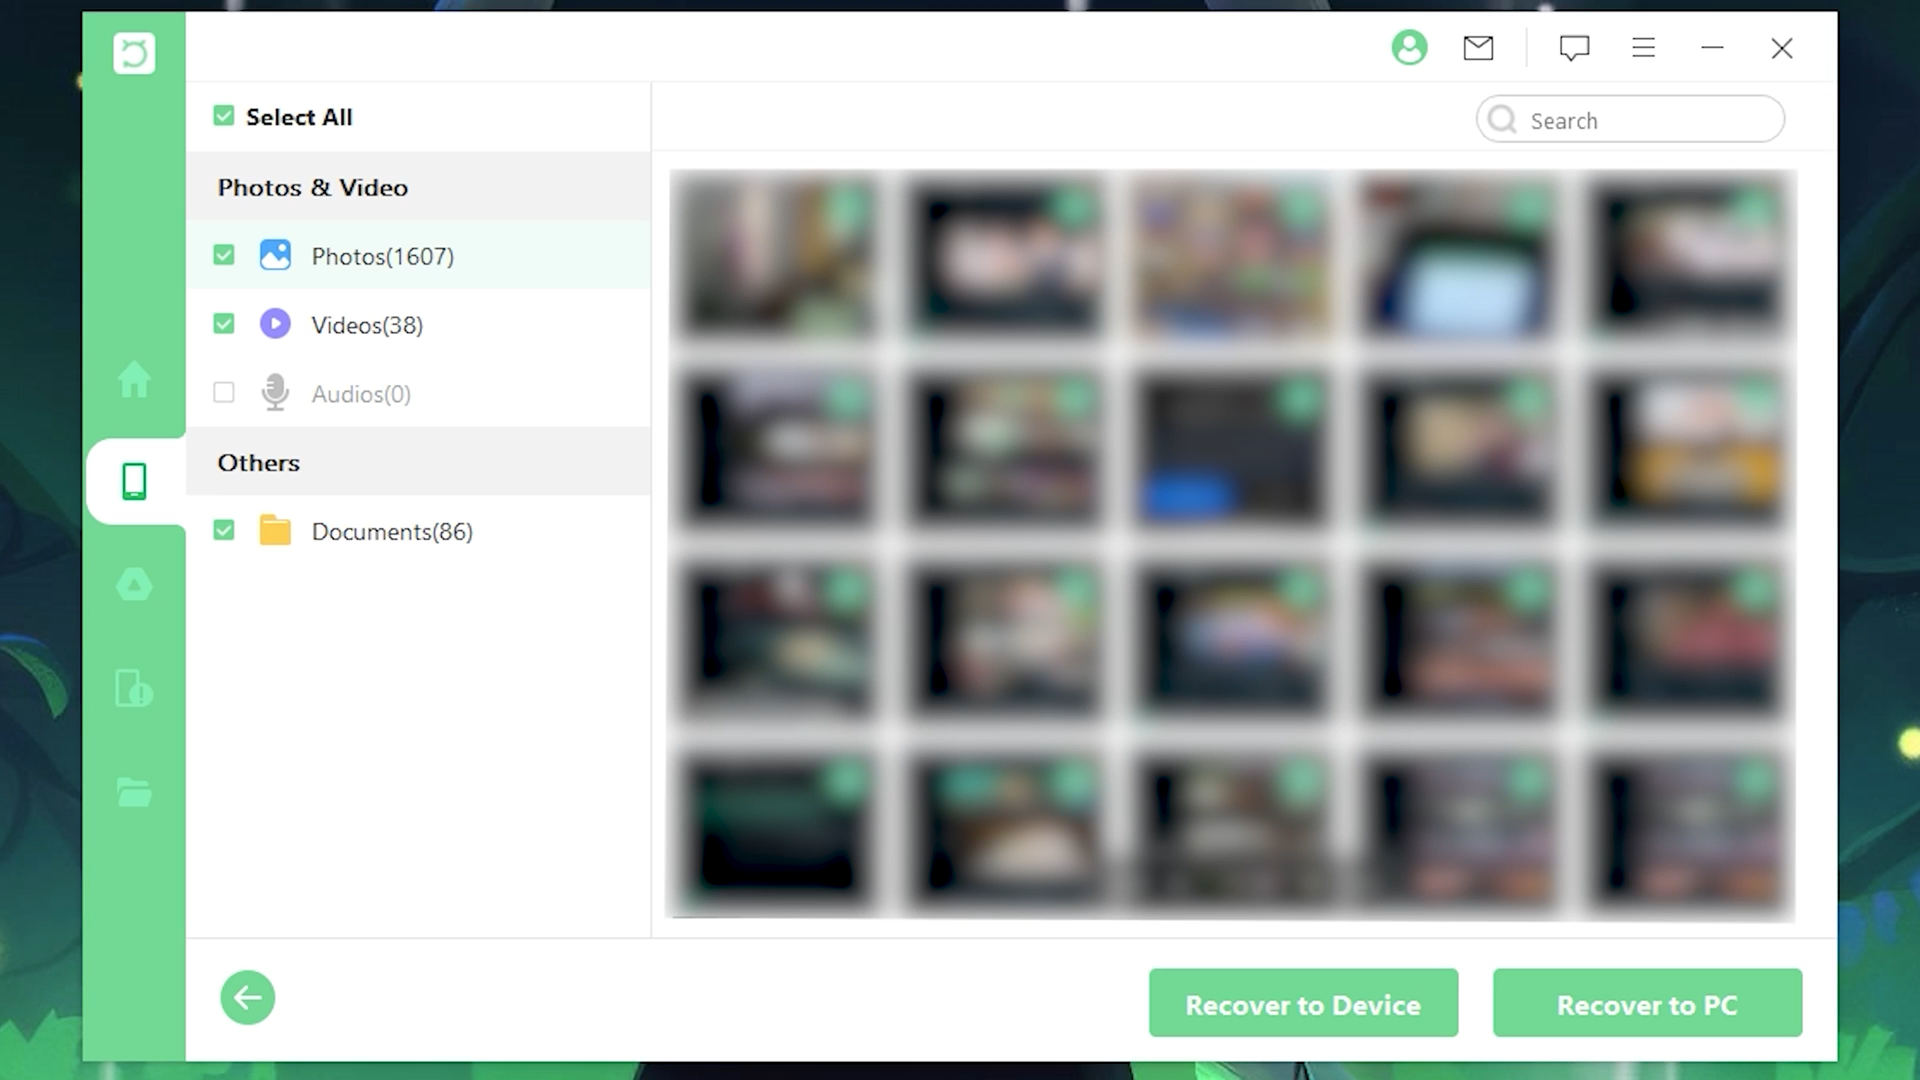 Select All
Search
Photos & Video
Photos(1607)
Videos(38)
Audios(0)
Others
Documents(86)
Recover to Device
Recover to PC